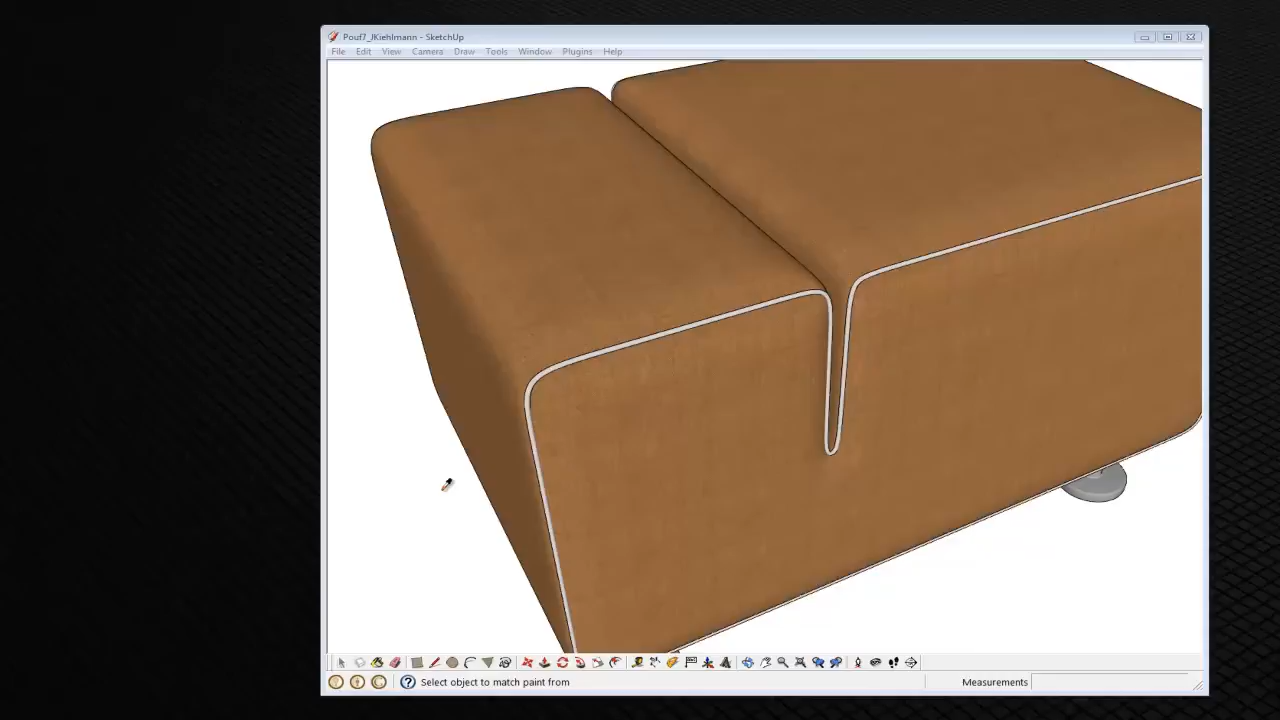 Pouf7_JKiehlmann - SketchUp
File Edit View Camera Draw Tools Window Plugins Help
Select object to match paint from
Measurements